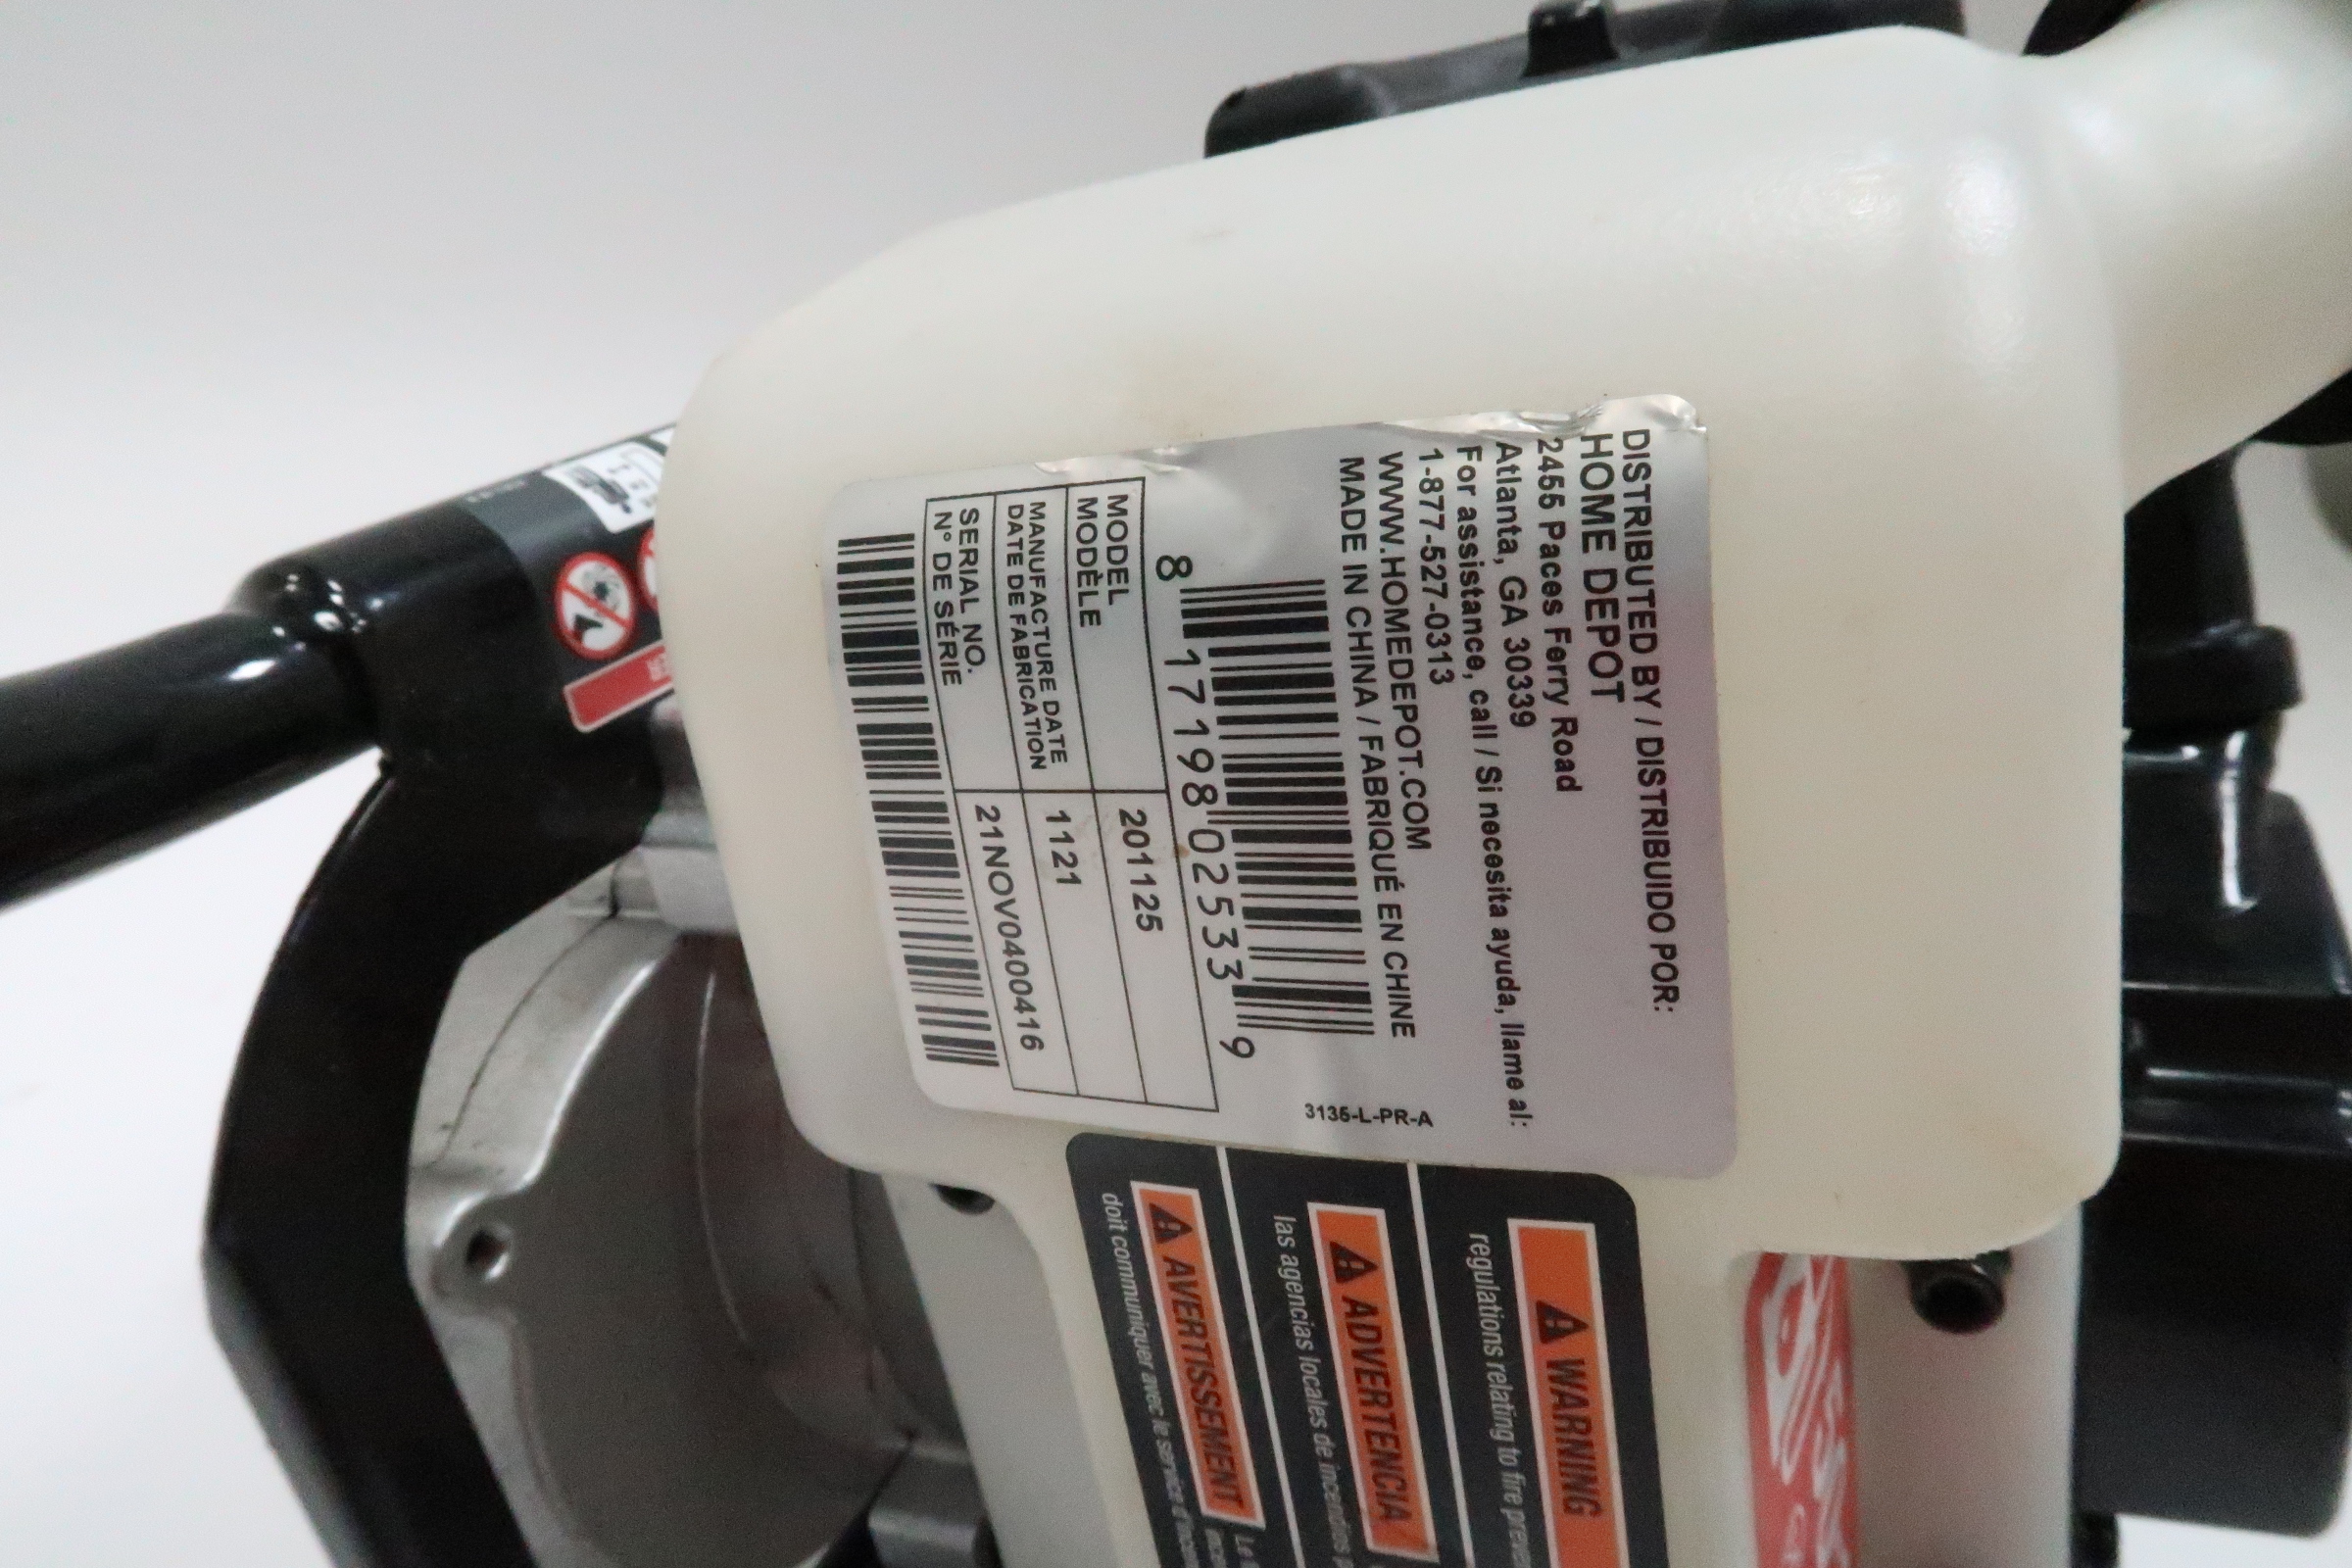 DISTRIBUTED BY / DISTRIBUIDO POR:
HOME DEPOT
2455 Paces Ferry Road
Atlanta, GA 30339
For assistance, call / Si necesita ayuda, llame al:
1-877-527-0313
WWW.HOMEDEPOT.COM
MADE IN CHINA / FABRIQUÉ EN CHINE
8 17198 02533 9
3135-L-PR-A
MODEL 201125
MODÈLE
MANUFACTURE DATE 1121
DATE DE FABRICATION
SERIAL NO. 21NOV0400416
N° DE SÉRIE
WARNING
regulations relating to fire
ADVERTENCIA
las agencias locales de incendios
AVERTISSEMENT
doit communiquer avec le service